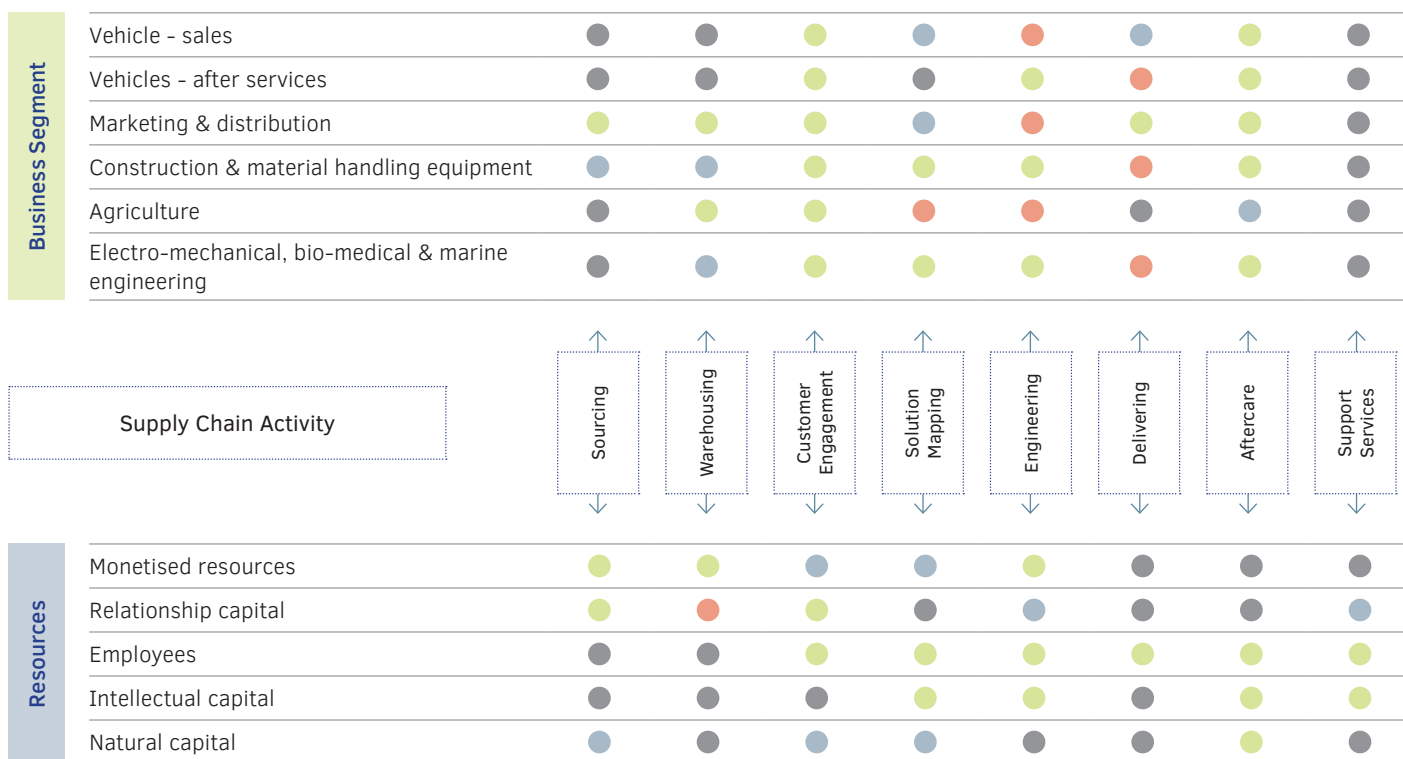 Business Segment
Vehicle - sales
Vehicles - after services
Marketing & distribution
Construction & material handling equipment
Agriculture
Electro-mechanical, bio-medical & marine
engineering
Supply Chain Activity
Sourcing
Warehousing
Customer
Engagement
Solution
Mapping
Engineering
Delivering
Aftercare
Support
Services
Resources
Monetised resources
Relationship capital
Employees
Intellectual capital
Natural capital